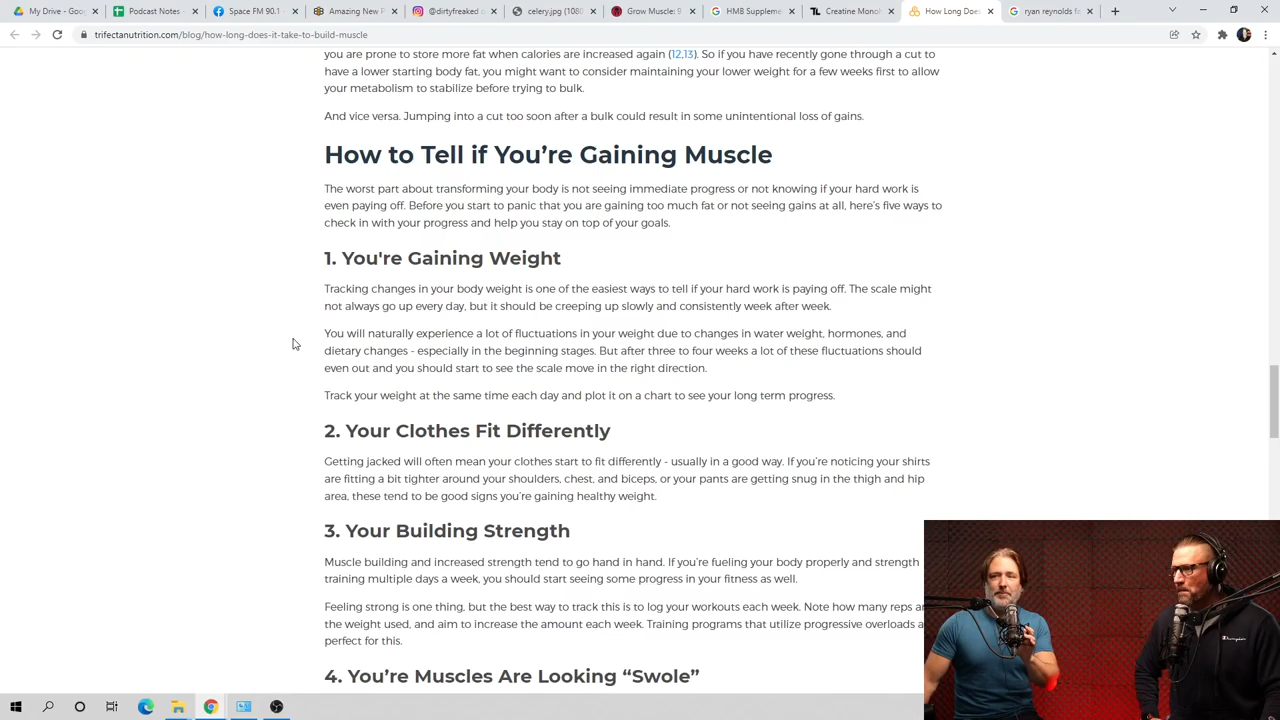 My Drive - Goog
Podcast Notes -
Space FM 90.1 -
Amazing New P
@dirtyfreaked
celery.jpg (1080
Grow Muscle: 9
HMB Suppleme
Creatine Monoh
How Long Does
ryan reynolds fa
trifectanutrition.com/blog/how-long-does-it-take-to-build-muscle
you are prone to store more fat when calories are increased again (12,13). So if you have recently gone through a cut to
have a lower starting body fat, you might want to consider maintaining your lower weight for a few weeks first to allow
your metabolism to stabilize before trying to bulk.
And vice versa. Jumping into a cut too soon after a bulk could result in some unintentional loss of gains.
How to Tell if You’re Gaining Muscle
The worst part about transforming your body is not seeing immediate progress or not knowing if your hard work is
even paying off. Before you start to panic that you are gaining too much fat or not seeing gains at all, here’s five ways to
check in with your progress and help you stay on top of your goals.
1. You're Gaining Weight
Tracking changes in your body weight is one of the easiest ways to tell if your hard work is paying off. The scale might
not always go up every day, but it should be creeping up slowly and consistently week after week.
You will naturally experience a lot of fluctuations in your weight due to changes in water weight, hormones, and
dietary changes - especially in the beginning stages. But after three to four weeks a lot of these fluctuations should
even out and you should start to see the scale move in the right direction.
Track your weight at the same time each day and plot it on a chart to see your long term progress.
2. Your Clothes Fit Differently
Getting jacked will often mean your clothes start to fit differently - usually in a good way. If you’re noticing your shirts
are fitting a bit tighter around your shoulders, chest, and biceps, or your pants are getting snug in the thigh and hip
area, these tend to be good signs you’re gaining healthy weight.
3. Your Building Strength
Muscle building and increased strength tend to go hand in hand. If you’re fueling your body properly and strength
training multiple days a week, you should start seeing some progress in your fitness as well.
Feeling strong is one thing, but the best way to track this is to log your workouts each week. Note how many reps
the weight used, and aim to increase the amount each week. Training programs that utilize progressive overloads
perfect for this.
4. You’re Muscles Are Looking “Swole”
Champion